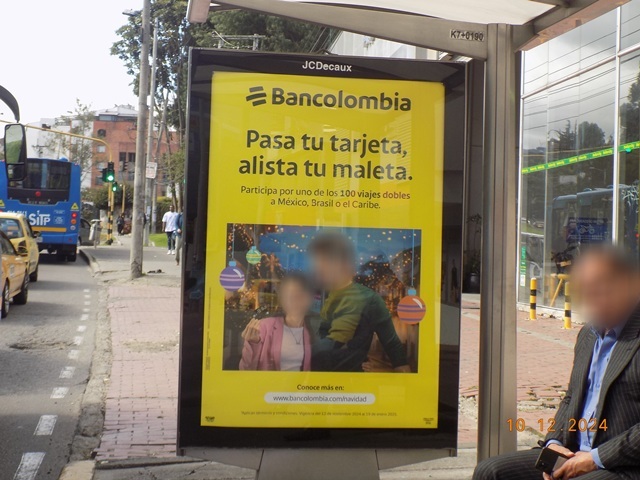 K7+0190
JCDecaux
Bancolombia
Pasa tu tarjeta,
alista tu maleta.
Participa por uno de los 100 viajes dobles
a México, Brasil o el Caribe.
SITP
Conoce más en:
www.bancolombia.com/navidad
10.12.2024